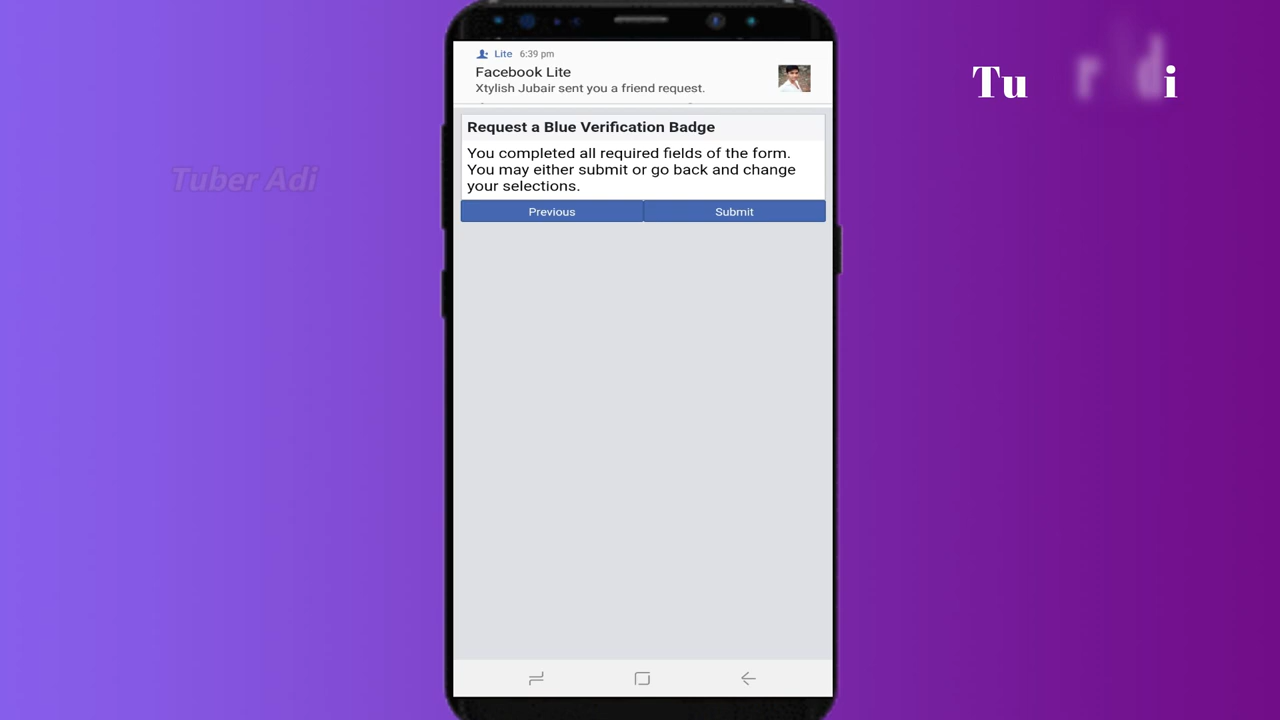 Lite 6:39 pm
Facebook Lite
Xtylish Jubair sent you a friend request.
Request a Blue Verification Badge
You completed all required fields of the form.
You may either submit or go back and change
your selections.
Previous
Submit
Tuber Adi